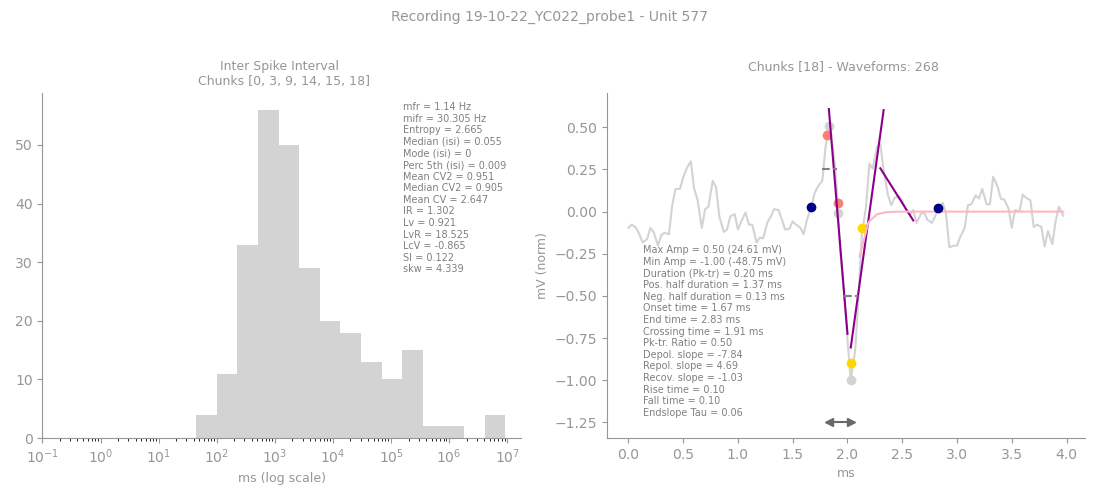 Recording 19-10-22_YC022_probe1 - Unit 577
Inter Spike Interval
Chunks [0, 3, 9, 14, 15, 18]
mfr = 1.14 Hz
mifr = 30.305 Hz
Entropy = 2.665
Median (isi) = 0.055
Mode (isi) = 0
Perc 5th (isi) = 0.009
Mean CV2 = 0.951
Median CV2 = 0.905
Mean CV = 2.647
IR = 1.302
Lv = 0.921
LvR = 18.525
LcV = -0.865
SI = 0.122
skw = 4.339
50
40
30
20
10
0
10⁻¹ 10⁰ 10¹ 10² 10³ 10⁴ 10⁵ 10⁶ 10⁷
ms (log scale)
Chunks [18] - Waveforms: 268
mV (norm)
0.50
0.25
0.00
−0.25
−0.50
−0.75
−1.00
−1.25
Max Amp = 0.50 (24.61 mV)
Min Amp = -1.00 (-48.75 mV)
Duration (Pk-tr) = 0.20 ms
Pos. half duration = 1.37 ms
Neg. half duration = 0.13 ms
Onset time = 1.67 ms
End time = 2.83 ms
Crossing time = 1.91 ms
Pk-tr. Ratio = 0.50
Depol. slope = -7.84
Repol. slope = 4.69
Recov. slope = -1.03
Rise time = 0.10
Fall time = 0.10
Endslope Tau = 0.06
0.0 0.5 1.0 1.5 2.0 2.5 3.0 3.5 4.0
ms